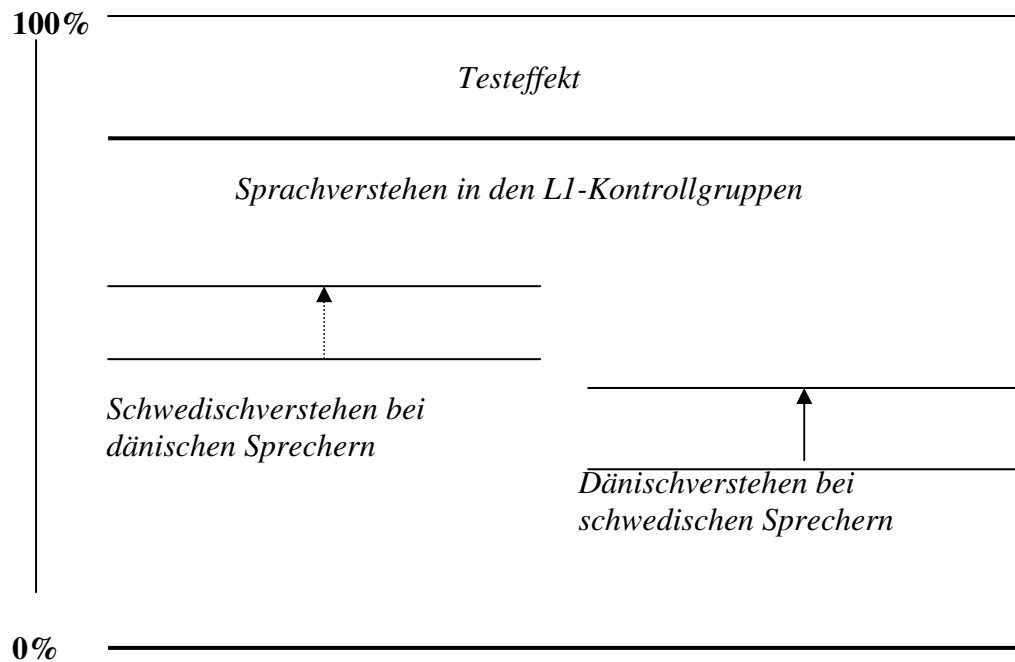 100%
Testeffekt
Sprachverstehen in den L1-Kontrollgruppen
Schwedischverstehen bei
dänischen Sprechern
Dänischverstehen bei
schwedischen Sprechern
0%